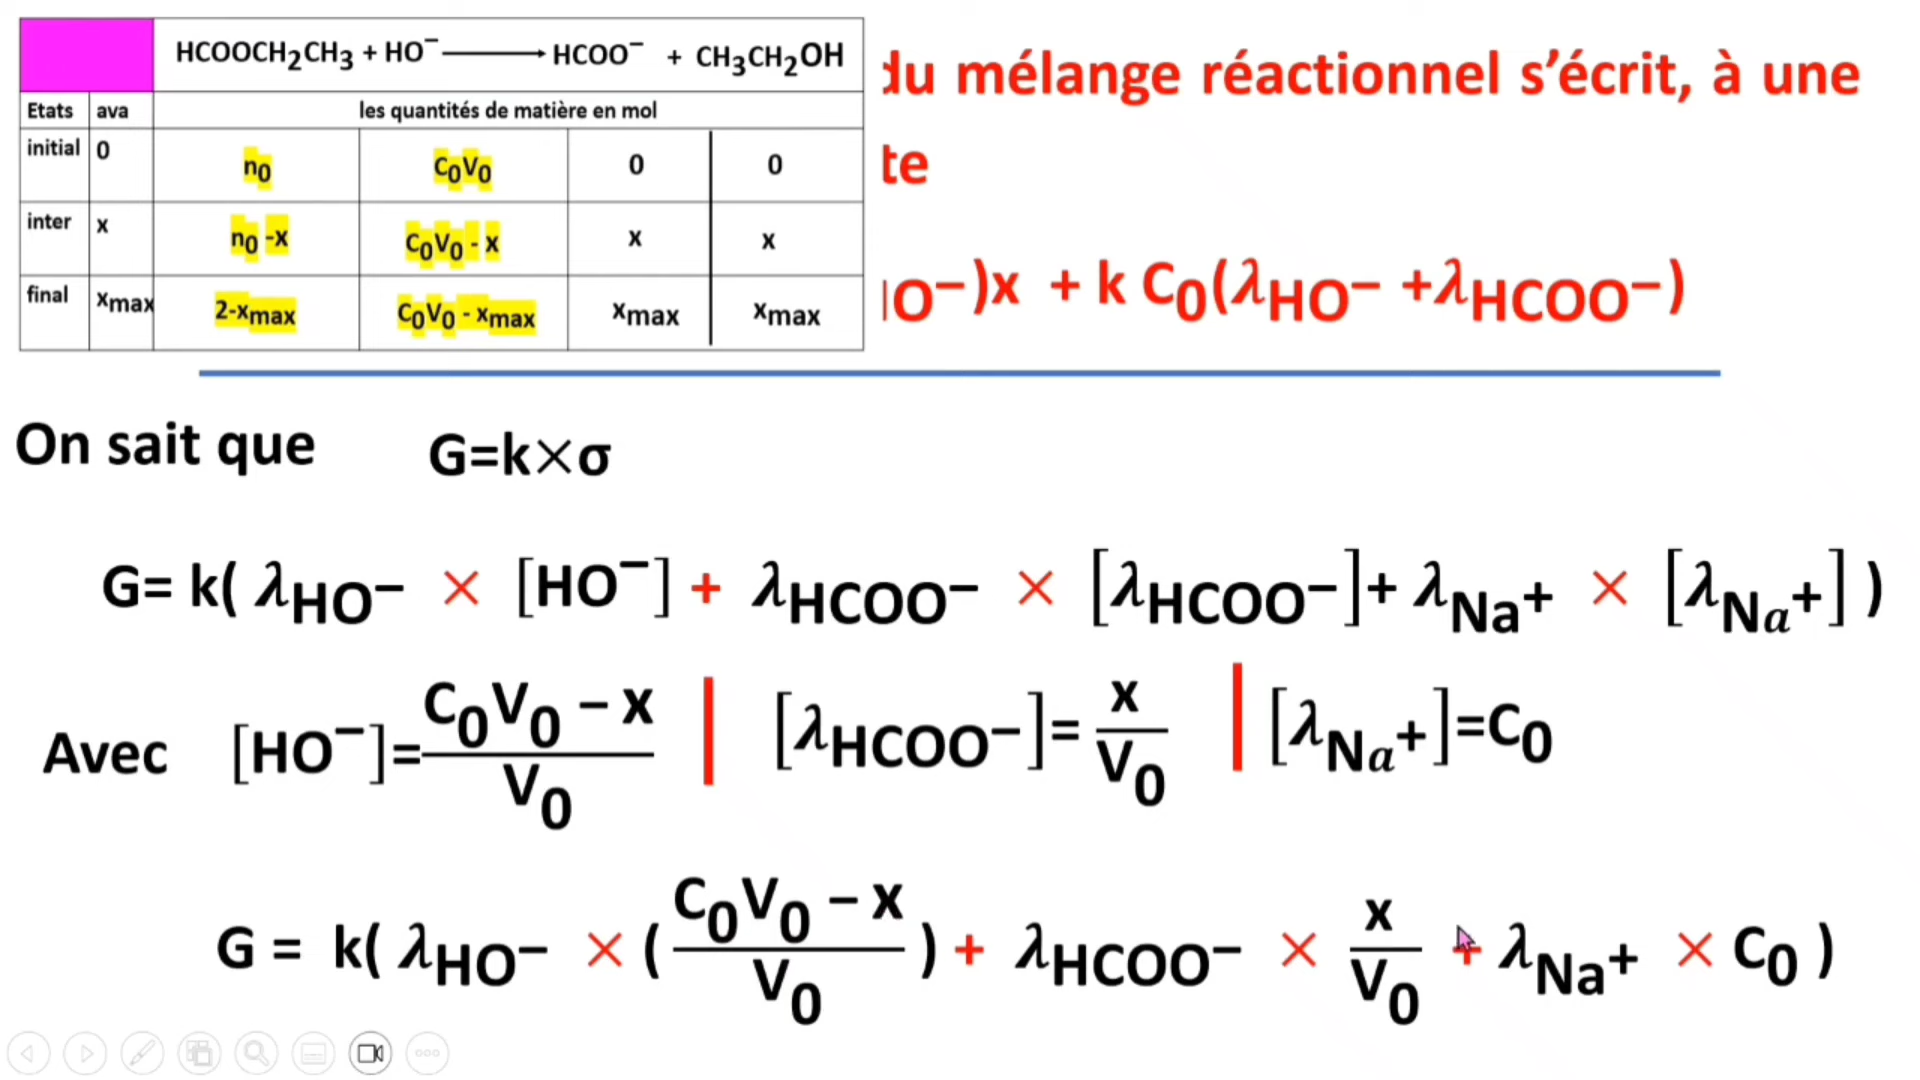 HCOOCH₂CH₃ + HO⁻ ⟶ HCOO⁻ + CH₃CH₂OH
Etats ava les quantités de matière en mol
initial 0 n₀ C₀V₀ 0 0
inter x n₀ -x C₀V₀ - x x x
final xmax 2-xmax C₀V₀ - xmax xmax xmax
du mélange réactionnel s’écrit, à une
te
O⁻)x + k C₀(λHO⁻ +λHCOO⁻)
On sait que G=k×σ
G= k( λHO⁻ × [HO⁻] + λHCOO⁻ × [λHCOO⁻]+ λNa⁺ × [λNa⁺] )
Avec [HO⁻]=(C₀V₀ – x)/V₀ | [λHCOO⁻]= x/V₀ | [λNa⁺]=C₀
G = k( λHO⁻ × ( (C₀V₀ – x)/V₀ ) + λHCOO⁻ × x/V₀ + λNa⁺ × C₀ )